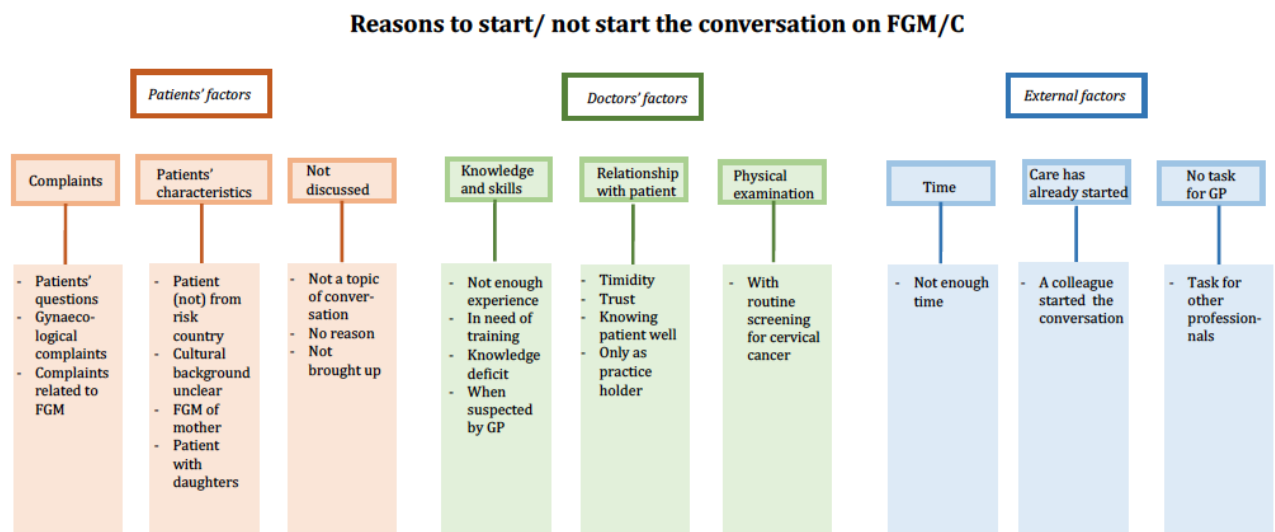 Reasons to start/ not start the conversation on FGM/C
Patients' factors
Doctors' factors
External factors
Complaints
Patients'
characteristics
Not
discussed
Knowledge
and skills
Relationship
with patient
Physical
examination
Time
Care has
already started
No task
for GP
- Patients'
questions
- Gynaeco-
logical
complaints
- Complaints
related to
FGM
- Patient
(not) from
risk
country
- Cultural
background
unclear
- FGM of
mother
- Patient
with
daughters
- Not a topic
of conver-
sation
- No reason
- Not
brought up
- Not enough
experience
- In need of
training
- Knowledge
deficit
- When
suspected
by GP
- Timidity
- Trust
- Knowing
patient well
- Only as
practice
holder
- With
routine
screening
for cervical
cancer
- Not enough
time
- A colleague
started the
conversation
- Task for
other
profession-
nals